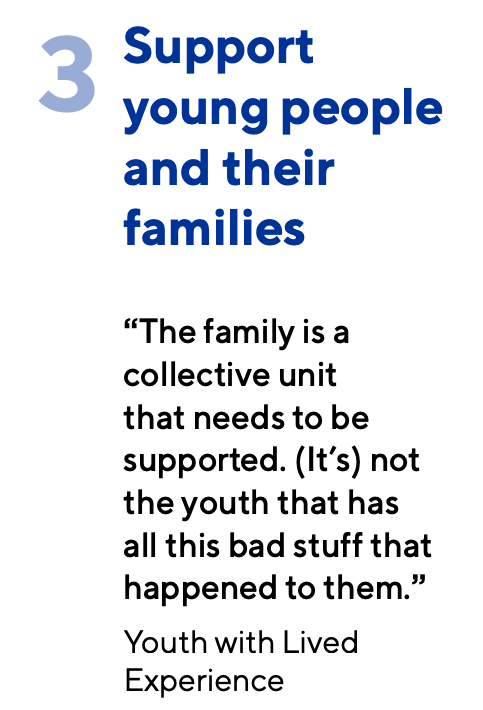 3
Support
young people
and their
families
“The family is a
collective unit
that needs to be
supported. (It’s) not
the youth that has
all this bad stuff that
happened to them.”
Youth with Lived
Experience